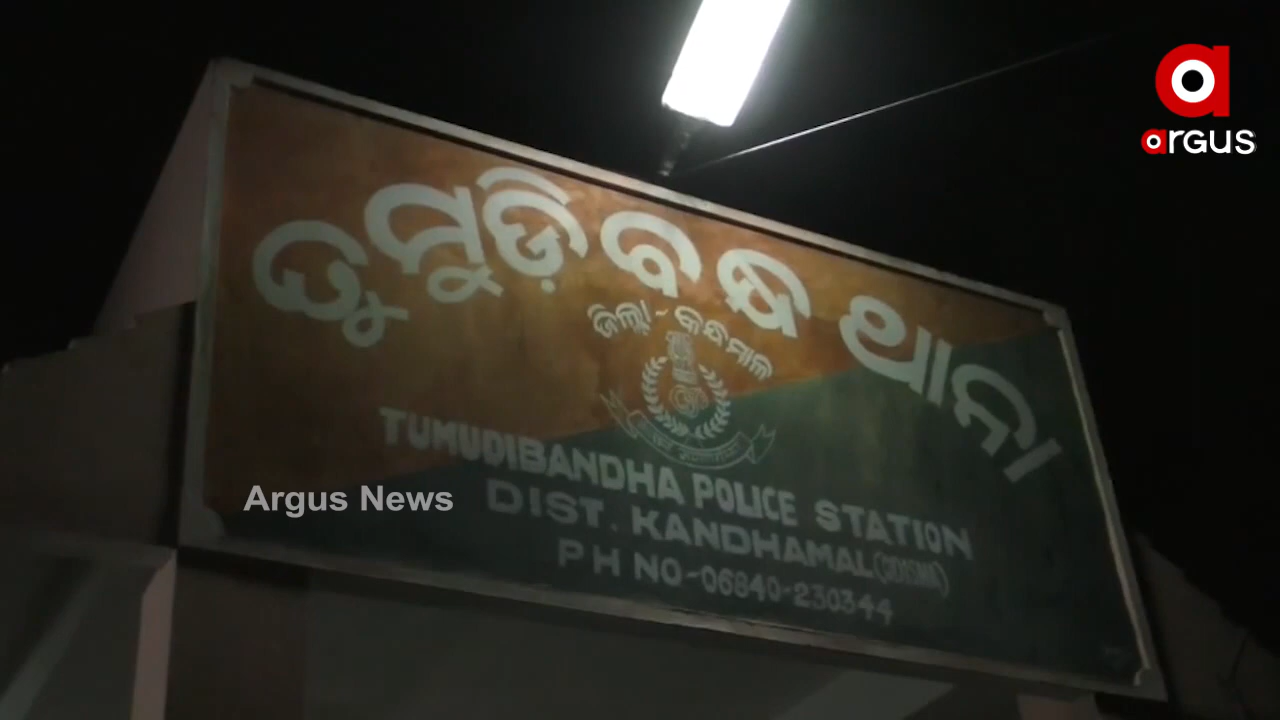 argus
ତୁମୁଡ଼ିବନ୍ଧ ଥାନା
ଜିଲ୍ଲା - କନ୍ଧମାଳ
TUMUDIBANDHA POLICE STATION
Argus News
DIST. KANDHAMAL (ODISHA)
PH NO-06840-230344